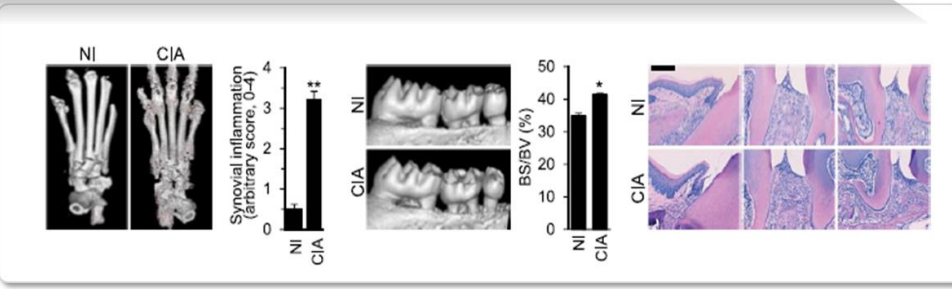 NI
CIA
Synovial inflammation
(arbitrary score, 0-4)
4
3
2
1
0
**
NI
CIA
NI
CIA
BS/BV (%)
50
40
30
20
10
0
*
NI
CIA
NI
CIA